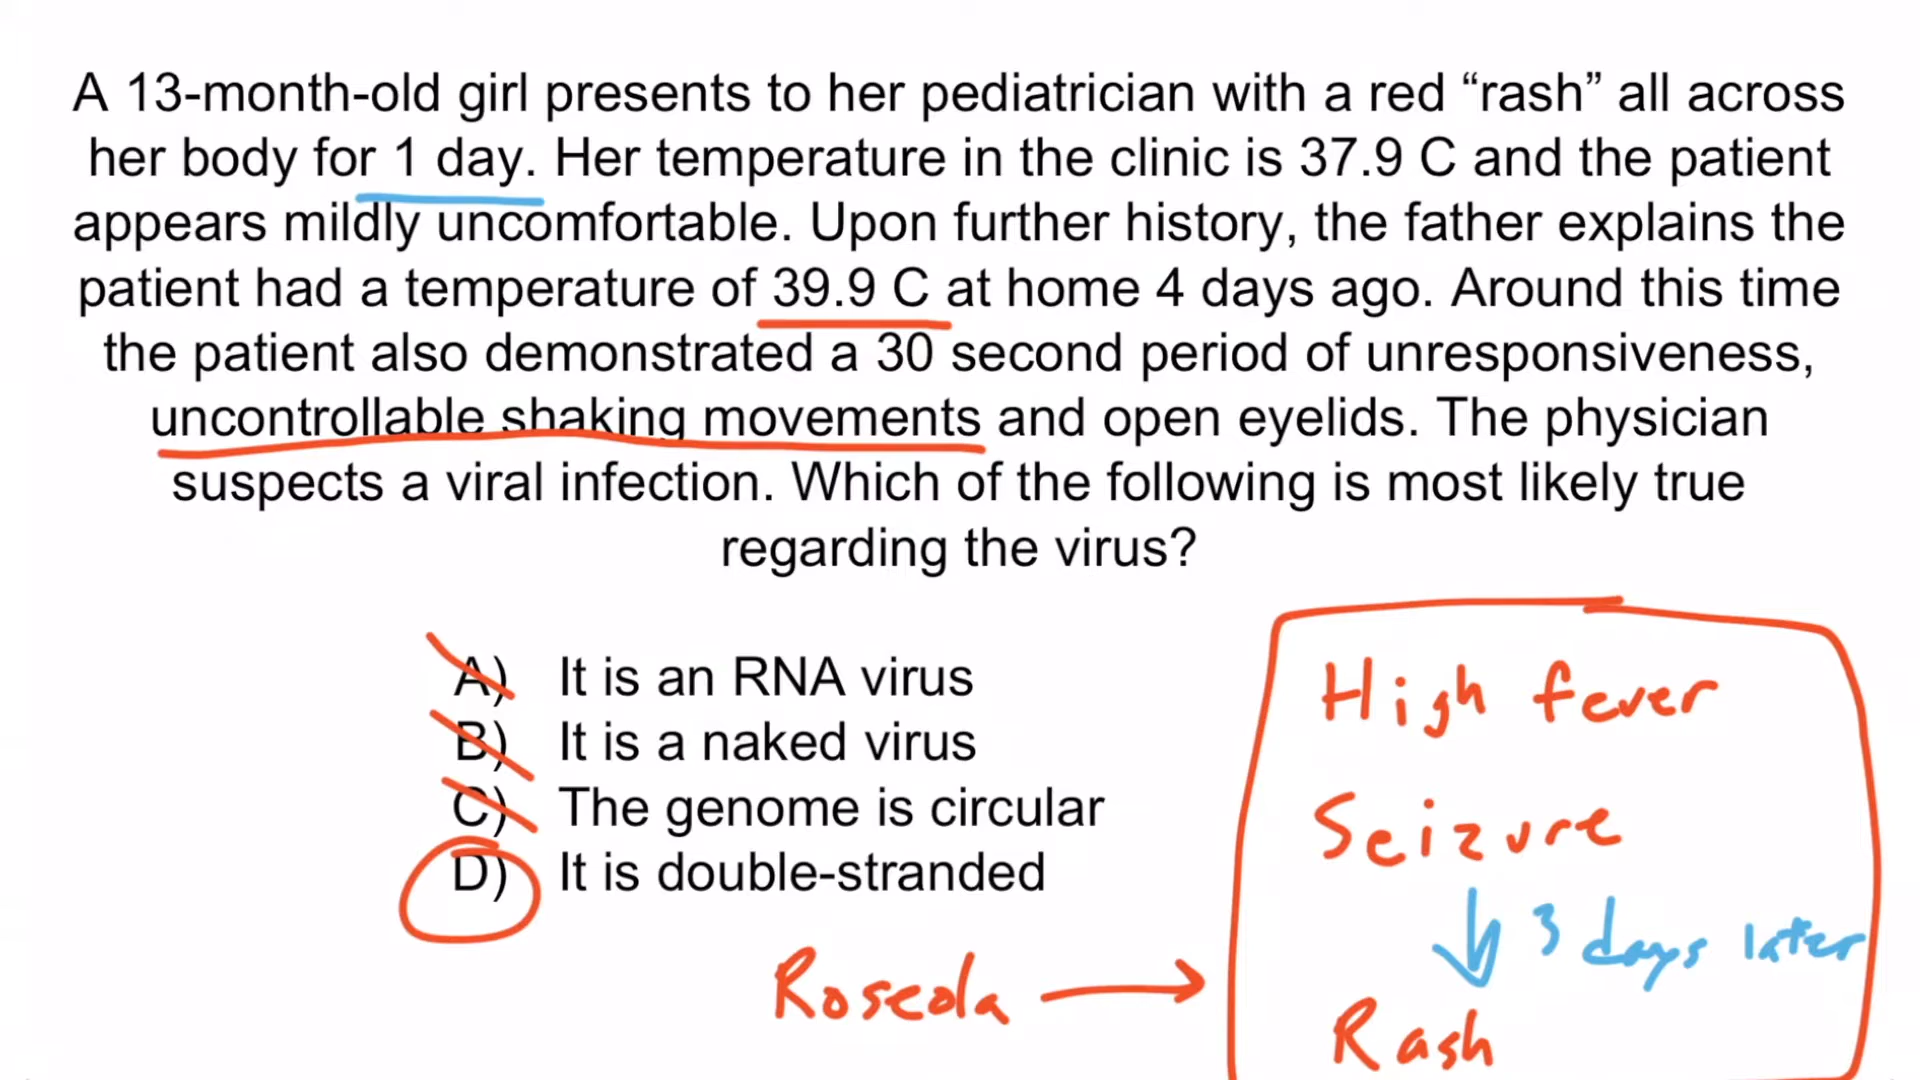 A 13-month-old girl presents to her pediatrician with a red “rash” all across
her body for 1 day. Her temperature in the clinic is 37.9 C and the patient
appears mildly uncomfortable. Upon further history, the father explains the
patient had a temperature of 39.9 C at home 4 days ago. Around this time
the patient also demonstrated a 30 second period of unresponsiveness,
uncontrollable shaking movements and open eyelids. The physician
suspects a viral infection. Which of the following is most likely true
regarding the virus?
A) It is an RNA virus
B) It is a naked virus
C) The genome is circular
D) It is double-stranded
High fever
Seizure
3 days later
Roseola
Rash